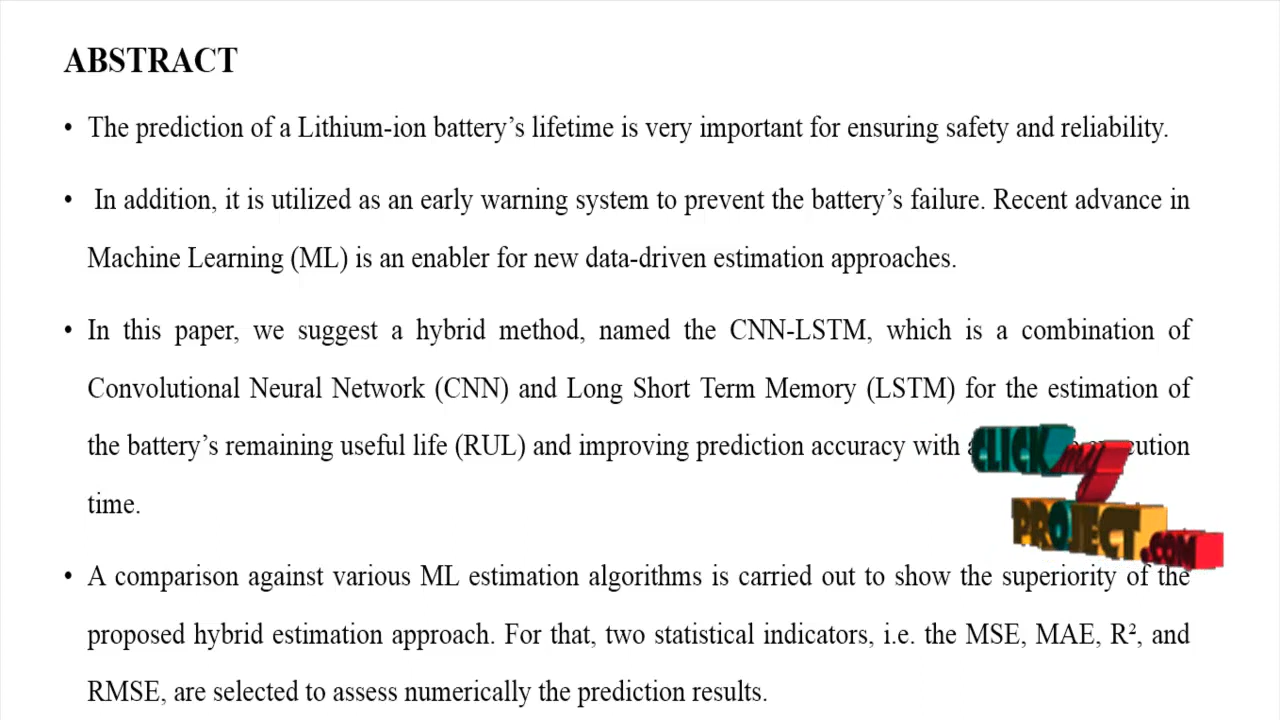 ABSTRACT
• The prediction of a Lithium-ion battery's lifetime is very important for ensuring safety and reliability.
• In addition, it is utilized as an early warning system to prevent the battery's failure. Recent advance in
Machine Learning (ML) is an enabler for new data-driven estimation approaches.
• In this paper, we suggest a hybrid method, named the CNN-LSTM, which is a combination of
Convolutional Neural Network (CNN) and Long Short Term Memory (LSTM) for the estimation of
the battery's remaining useful life (RUL) and improving prediction accuracy with
time.
CLICK
my
PROJECT
.COM
• A comparison against various ML estimation algorithms is carried out to show the superiority of the
proposed hybrid estimation approach. For that, two statistical indicators, i.e. the MSE, MAE, R², and
RMSE, are selected to assess numerically the prediction results.